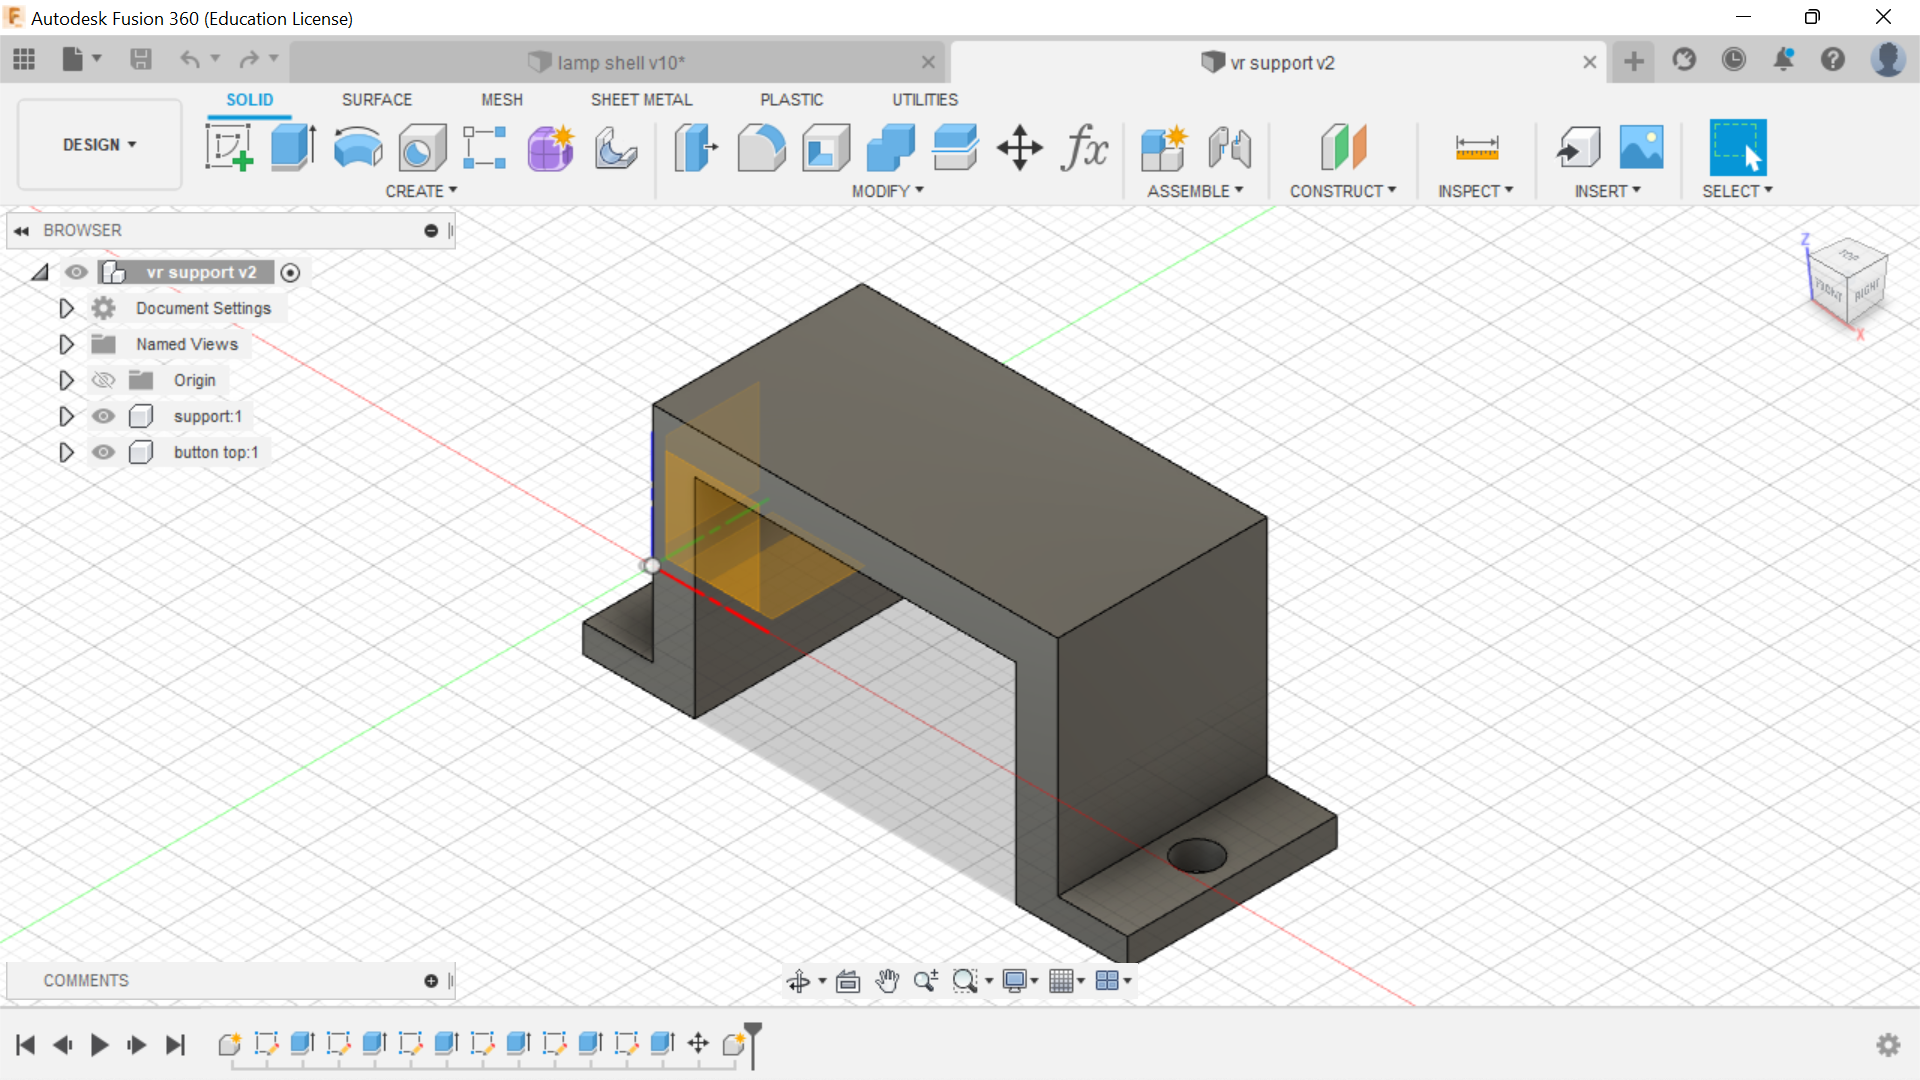 Autodesk Fusion 360 (Education License)
lamp shell v10*
vr support v2
SOLID SURFACE MESH SHEET METAL PLASTIC UTILITIES
DESIGN
fx
CREATE MODIFY ASSEMBLE CONSTRUCT INSPECT INSERT SELECT
BROWSER
vr support v2
Document Settings
Named Views
Origin
support:1
button top:1
Z
TOP
FRONT RIGHT
X
COMMENTS